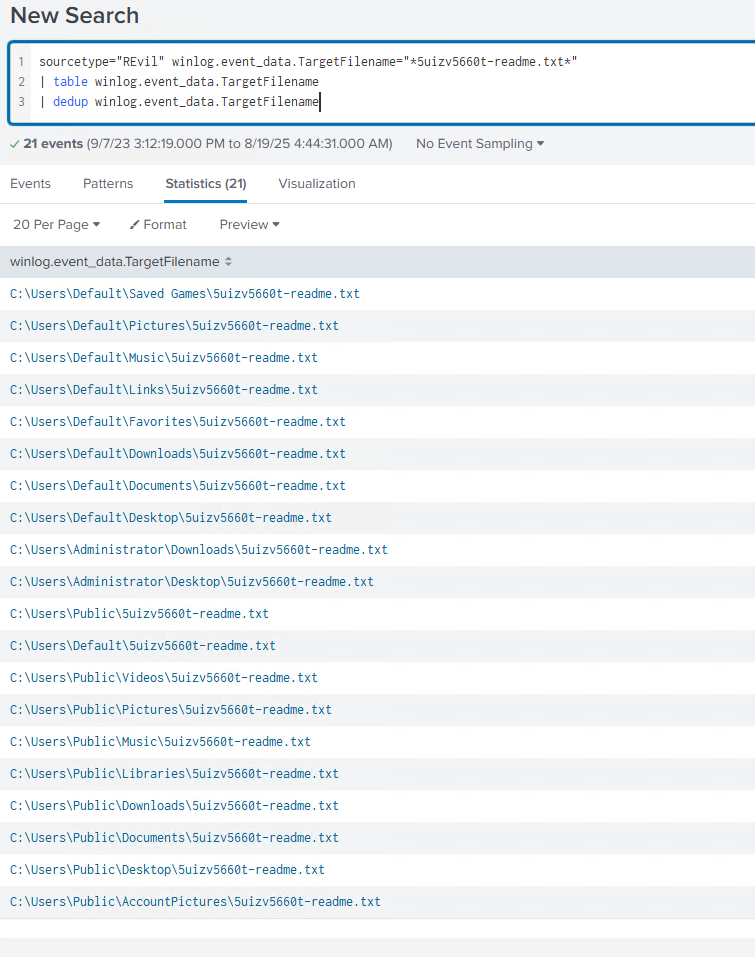 New Search
1 sourcetype="REvil" winlog.event_data.TargetFilename="*5uizv5660t-readme.txt*"
2 | table winlog.event_data.TargetFilename
3 | dedup winlog.event_data.TargetFilename
✓ 21 events (9/7/23 3:12:19.000 PM to 8/19/25 4:44:31.000 AM) No Event Sampling ▾
Events Patterns Statistics (21) Visualization
20 Per Page ▾ Format Preview ▾
winlog.event_data.TargetFilename
C:\Users\Default\Saved Games\5uizv5660t-readme.txt
C:\Users\Default\Pictures\5uizv5660t-readme.txt
C:\Users\Default\Music\5uizv5660t-readme.txt
C:\Users\Default\Links\5uizv5660t-readme.txt
C:\Users\Default\Favorites\5uizv5660t-readme.txt
C:\Users\Default\Downloads\5uizv5660t-readme.txt
C:\Users\Default\Documents\5uizv5660t-readme.txt
C:\Users\Default\Desktop\5uizv5660t-readme.txt
C:\Users\Administrator\Downloads\5uizv5660t-readme.txt
C:\Users\Administrator\Desktop\5uizv5660t-readme.txt
C:\Users\Public\5uizv5660t-readme.txt
C:\Users\Default\5uizv5660t-readme.txt
C:\Users\Public\Videos\5uizv5660t-readme.txt
C:\Users\Public\Pictures\5uizv5660t-readme.txt
C:\Users\Public\Music\5uizv5660t-readme.txt
C:\Users\Public\Libraries\5uizv5660t-readme.txt
C:\Users\Public\Downloads\5uizv5660t-readme.txt
C:\Users\Public\Documents\5uizv5660t-readme.txt
C:\Users\Public\Desktop\5uizv5660t-readme.txt
C:\Users\Public\AccountPictures\5uizv5660t-readme.txt